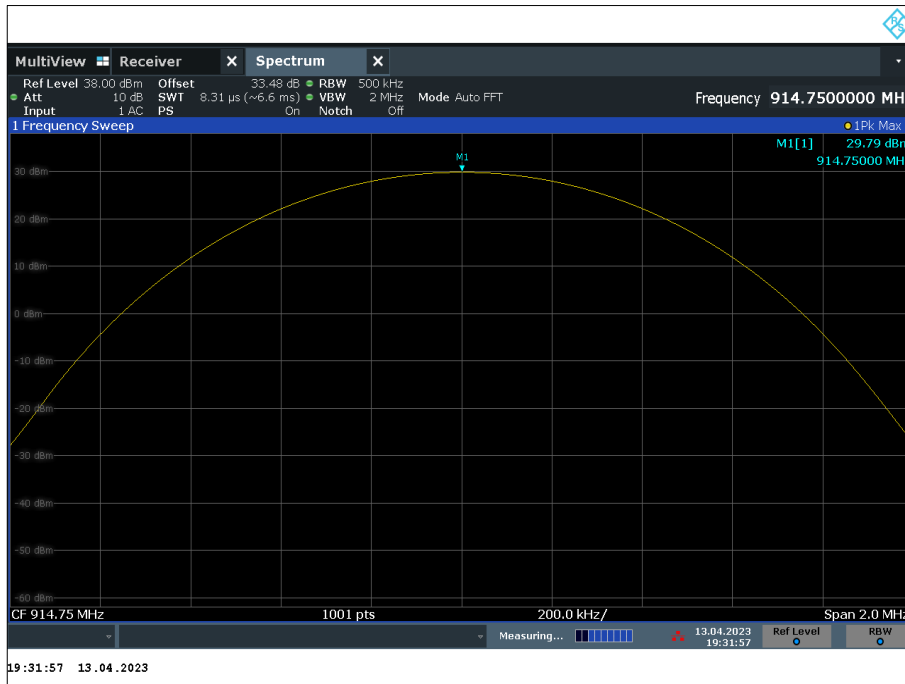 R&S
MultiView Receiver X Spectrum X
Ref Level 38.00 dBm Offset 33.48 dB RBW 500 kHz
Att 10 dB SWT 8.31 µs (~6.6 ms) VBW 2 MHz Mode Auto FFT Frequency 914.7500000 MH
Input 1 AC PS On Notch Off
1 Frequency Sweep 1Pk Max
M1[1] 29.79 dBm
914.75000 MH
M1
30 dBm
20 dBm
10 dBm
0 dBm
-10 dBm
-20 dBm
-30 dBm
-40 dBm
-50 dBm
-60 dBm
CF 914.75 MHz 1001 pts 200.0 kHz/ Span 2.0 MHz
Measuring... 13.04.2023 19:31:57 Ref Level RBW
19:31:57 13.04.2023